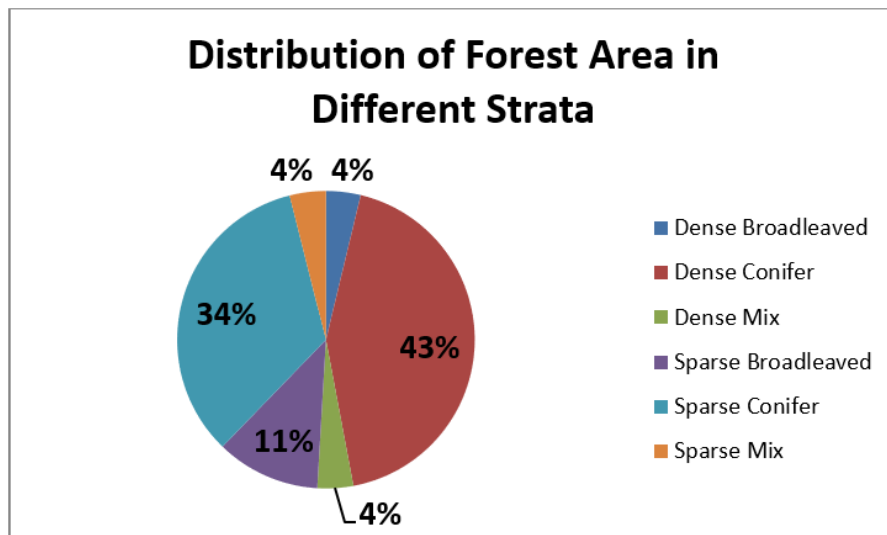 Distribution of Forest Area in
Different Strata
4% 4%
34%
43%
11%
4%
Dense Broadleaved
Dense Conifer
Dense Mix
Sparse Broadleaved
Sparse Conifer
Sparse Mix